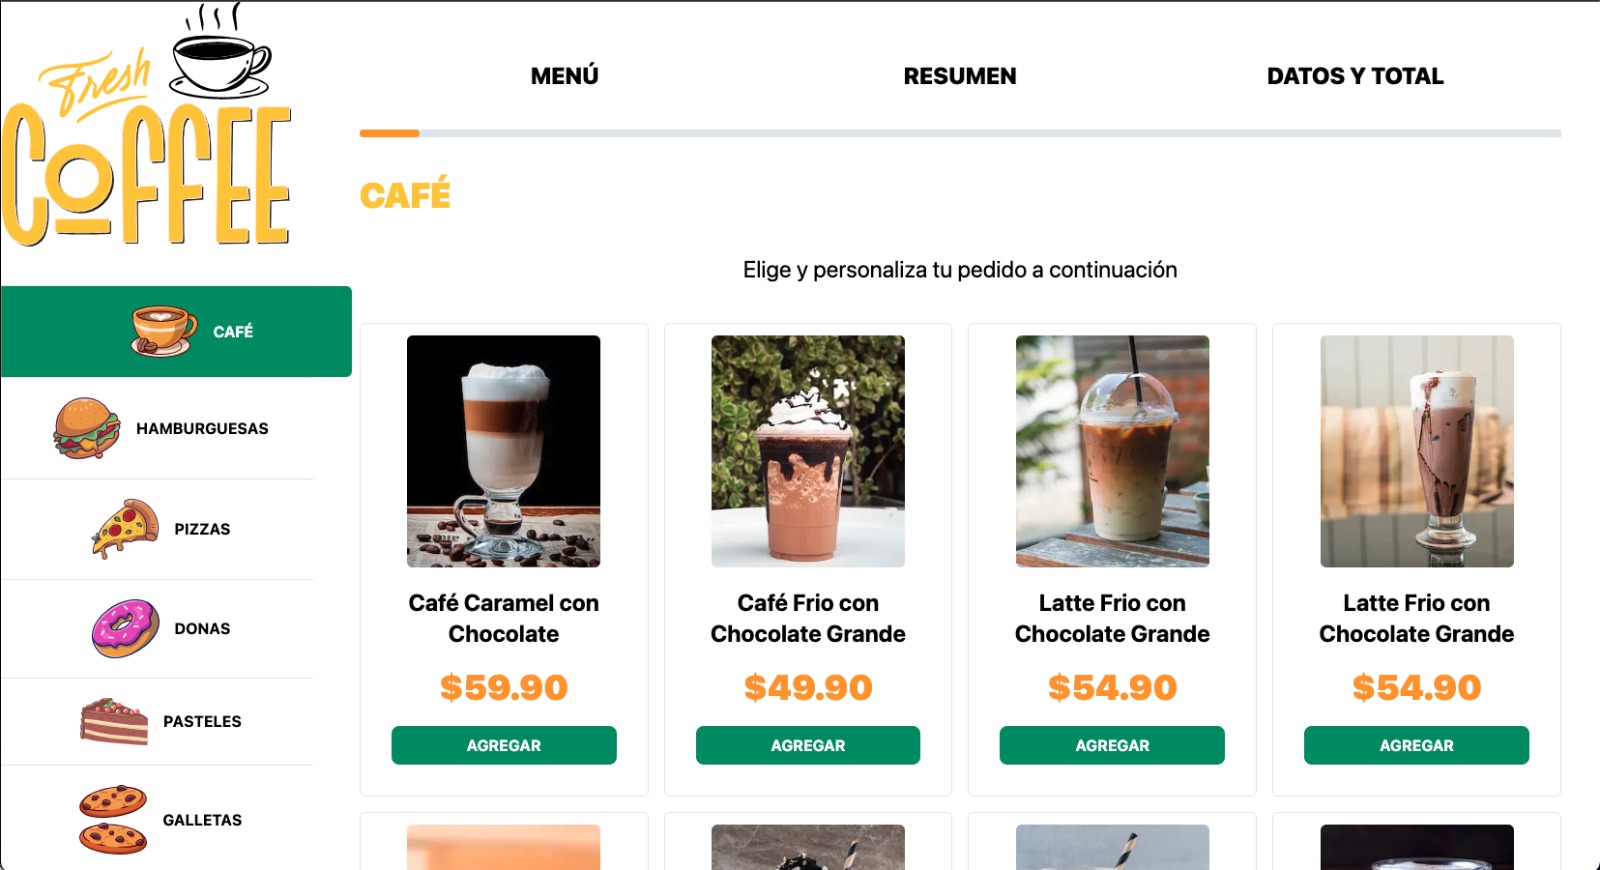 Fresh
COFFEE
MENÚ
RESUMEN
DATOS Y TOTAL
CAFÉ
Elige y personaliza tu pedido a continuación
CAFÉ
HAMBURGUESAS
PIZZAS
DONAS
PASTELES
GALLETAS
Café Caramel con
Chocolate
$59.90
AGREGAR
Café Frio con
Chocolate Grande
$49.90
AGREGAR
Latte Frio con
Chocolate Grande
$54.90
AGREGAR
Latte Frio con
Chocolate Grande
$54.90
AGREGAR